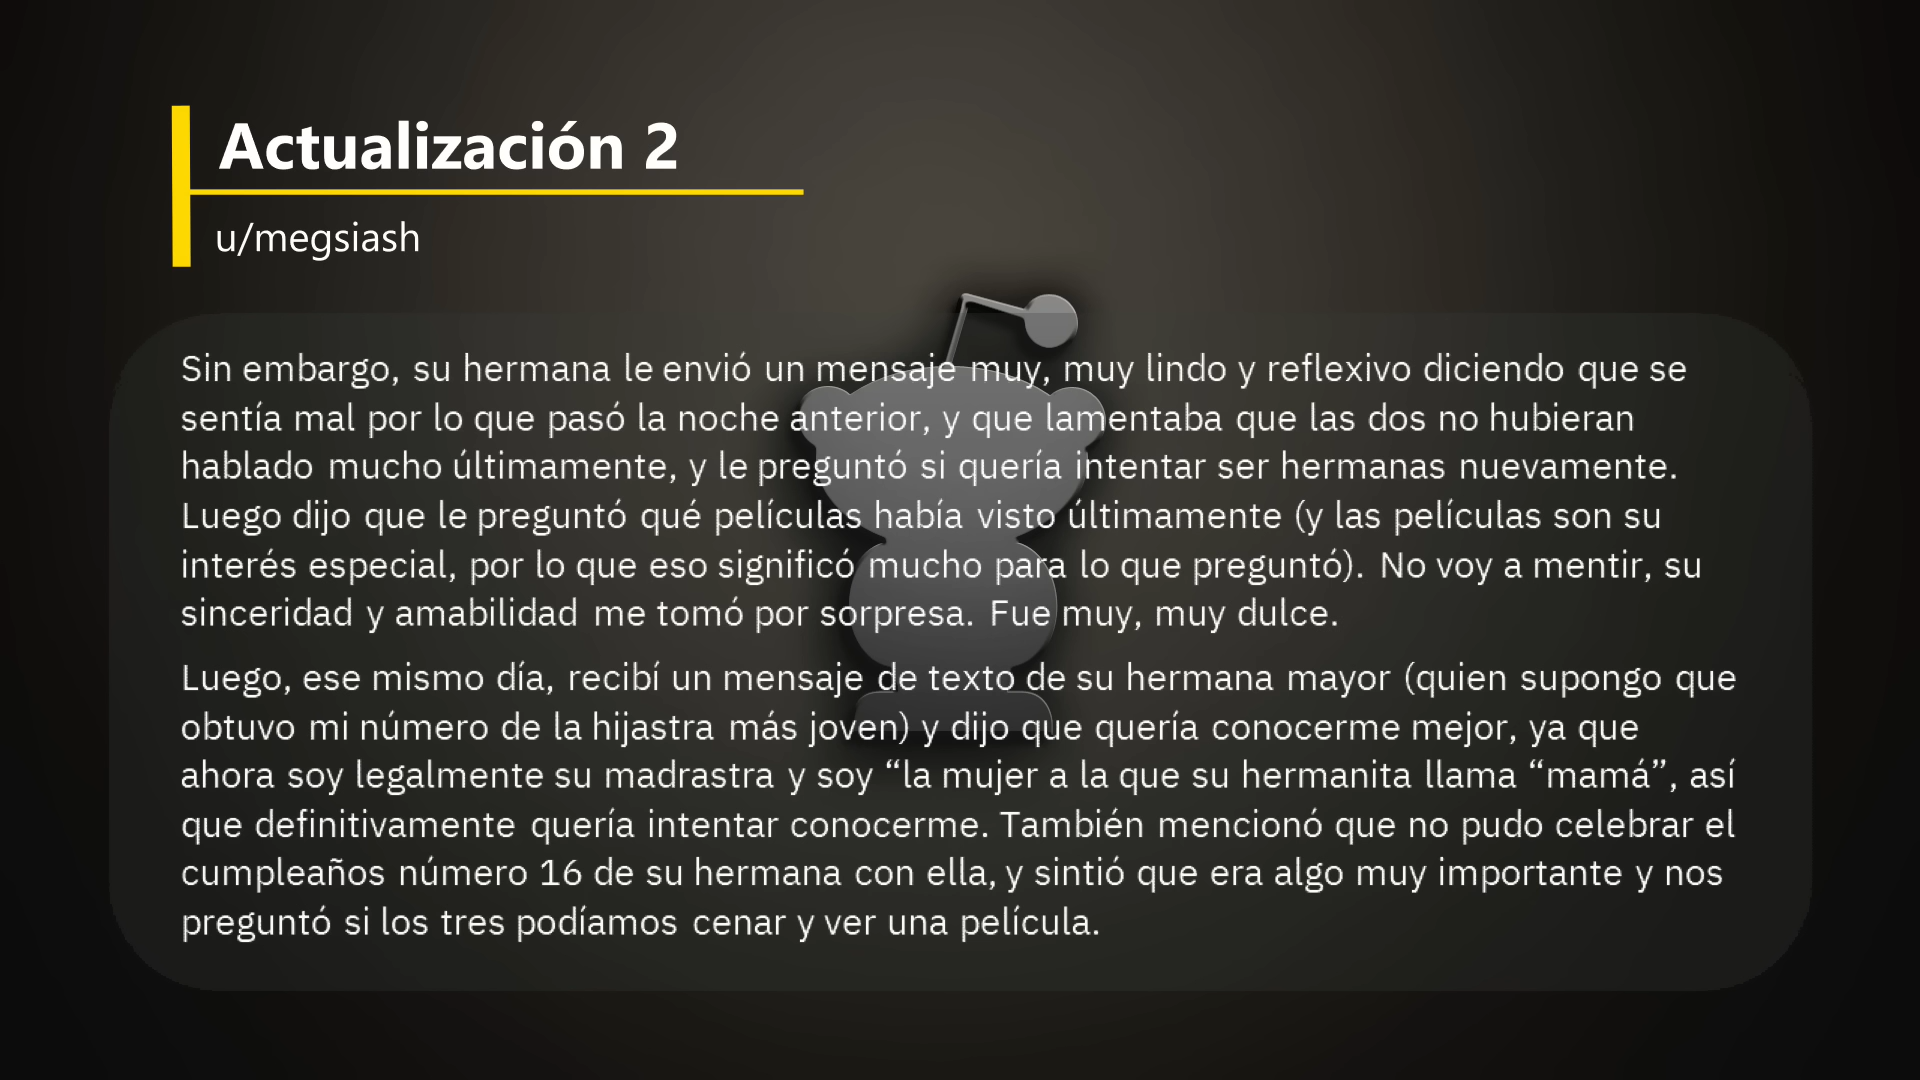 Actualización 2
u/megsiash
Sin embargo, su hermana le envió un mensaje muy, muy lindo y reflexivo diciendo que se
sentía mal por lo que pasó la noche anterior, y que lamentaba que las dos no hubieran
hablado mucho últimamente, y le preguntó si quería intentar ser hermanas nuevamente.
Luego dijo que le preguntó qué películas había visto últimamente (y las películas son su
interés especial, por lo que eso significó mucho para lo que preguntó). No voy a mentir, su
sinceridad y amabilidad me tomó por sorpresa. Fue muy, muy dulce.
Luego, ese mismo día, recibí un mensaje de texto de su hermana mayor (quien supongo que
obtuvo mi número de la hijastra más joven) y dijo que quería conocerme mejor, ya que
ahora soy legalmente su madrastra y soy “la mujer a la que su hermanita llama “mamá”, así
que definitivamente quería intentar conocerme. También mencionó que no pudo celebrar el
cumpleaños número 16 de su hermana con ella, y sintió que era algo muy importante y nos
preguntó si los tres podíamos cenar y ver una película.